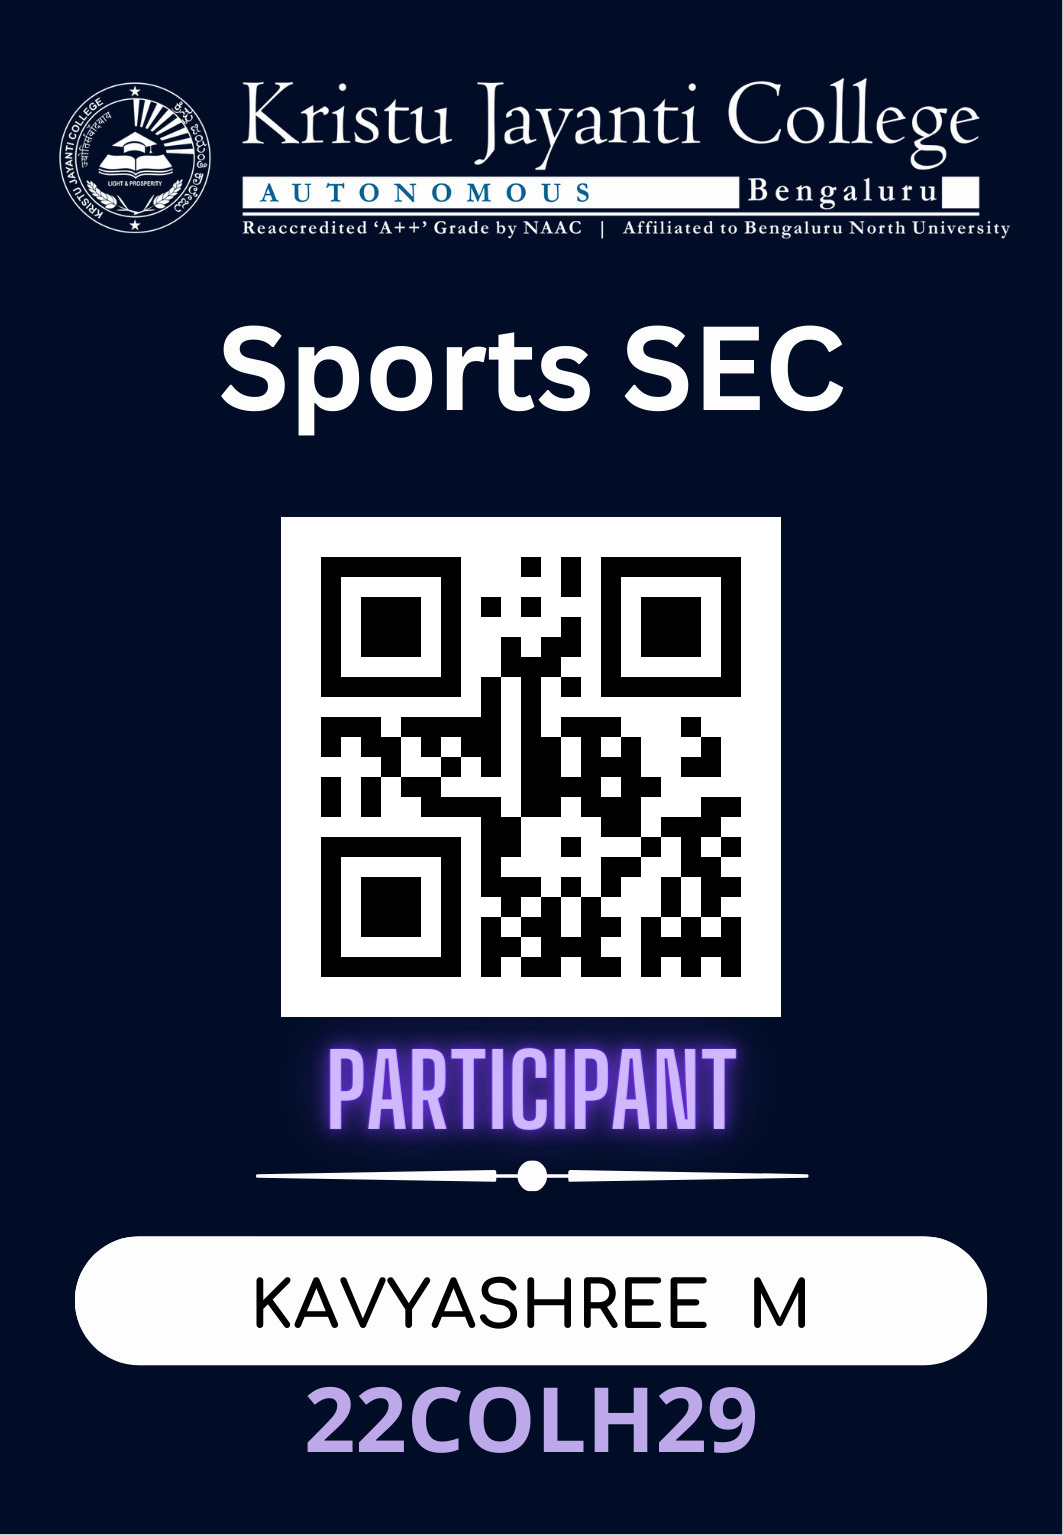 KRISTU JAYANTI COLLEGE
ज्योतिसंवादयाय
LIGHT & PROSPERITY
Kristu Jayanti College
AUTONOMOUS Bengaluru
Reaccredited ‘A++’ Grade by NAAC | Affiliated to Bengaluru North University
Sports SEC
PARTICIPANT
KAVYASHREE M
22COLH29